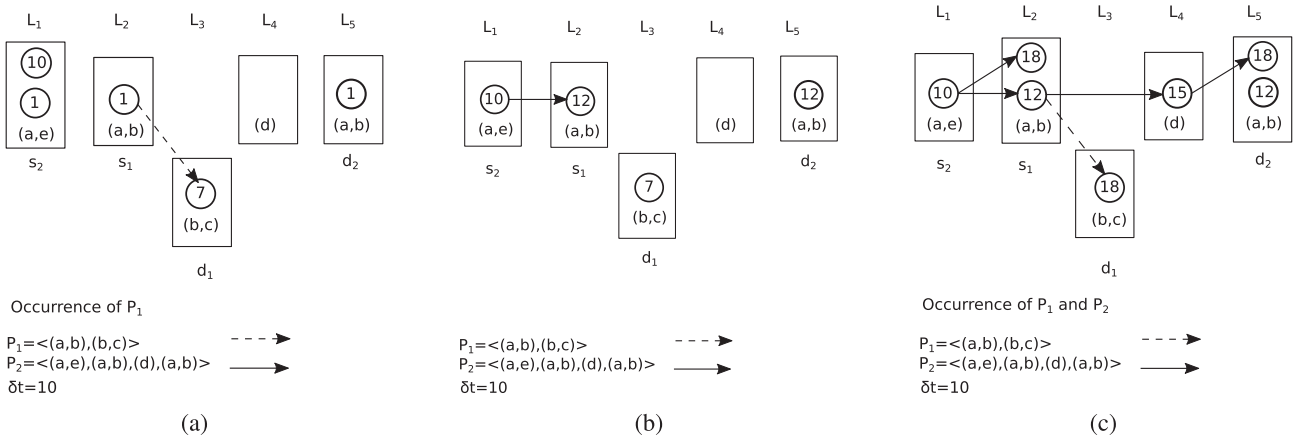 L1 L2 L3 L4 L5
10
1
(a,e)
s2
1
(a,b)
s1
7
(b,c)
d1
(d)
1
(a,b)
d2
Occurrence of P1
P1=<(a,b),(b,c)>
P2=<(a,e),(a,b),(d),(a,b)>
δt=10
(a)
L1 L2 L3 L4 L5
10
(a,e)
s2
12
(a,b)
s1
7
(b,c)
d1
(d)
12
(a,b)
d2
P1=<(a,b),(b,c)>
P2=<(a,e),(a,b),(d),(a,b)>
δt=10
(b)
L1 L2 L3 L4 L5
10
(a,e)
s2
18
12
(a,b)
s1
18
(b,c)
d1
15
(d)
18
12
(a,b)
d2
Occurrence of P1 and P2
P1=<(a,b),(b,c)>
P2=<(a,e),(a,b),(d),(a,b)>
δt=10
(c)